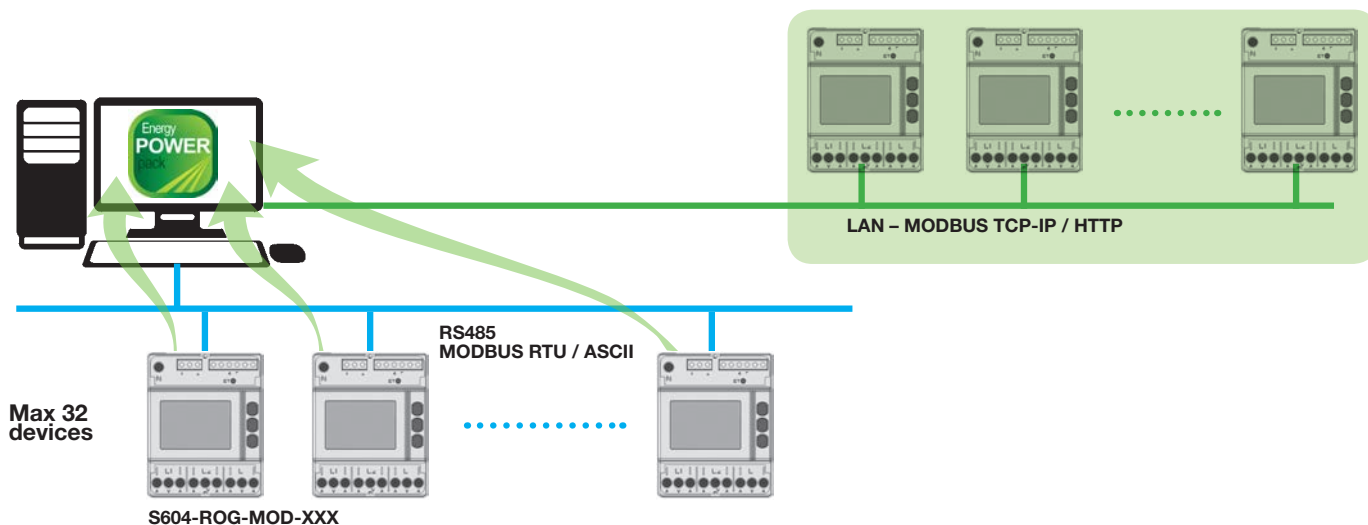 Energy
POWER
pack
LAN – MODBUS TCP-IP / HTTP
RS485
MODBUS RTU / ASCII
Max 32
devices
S604-ROG-MOD-XXX